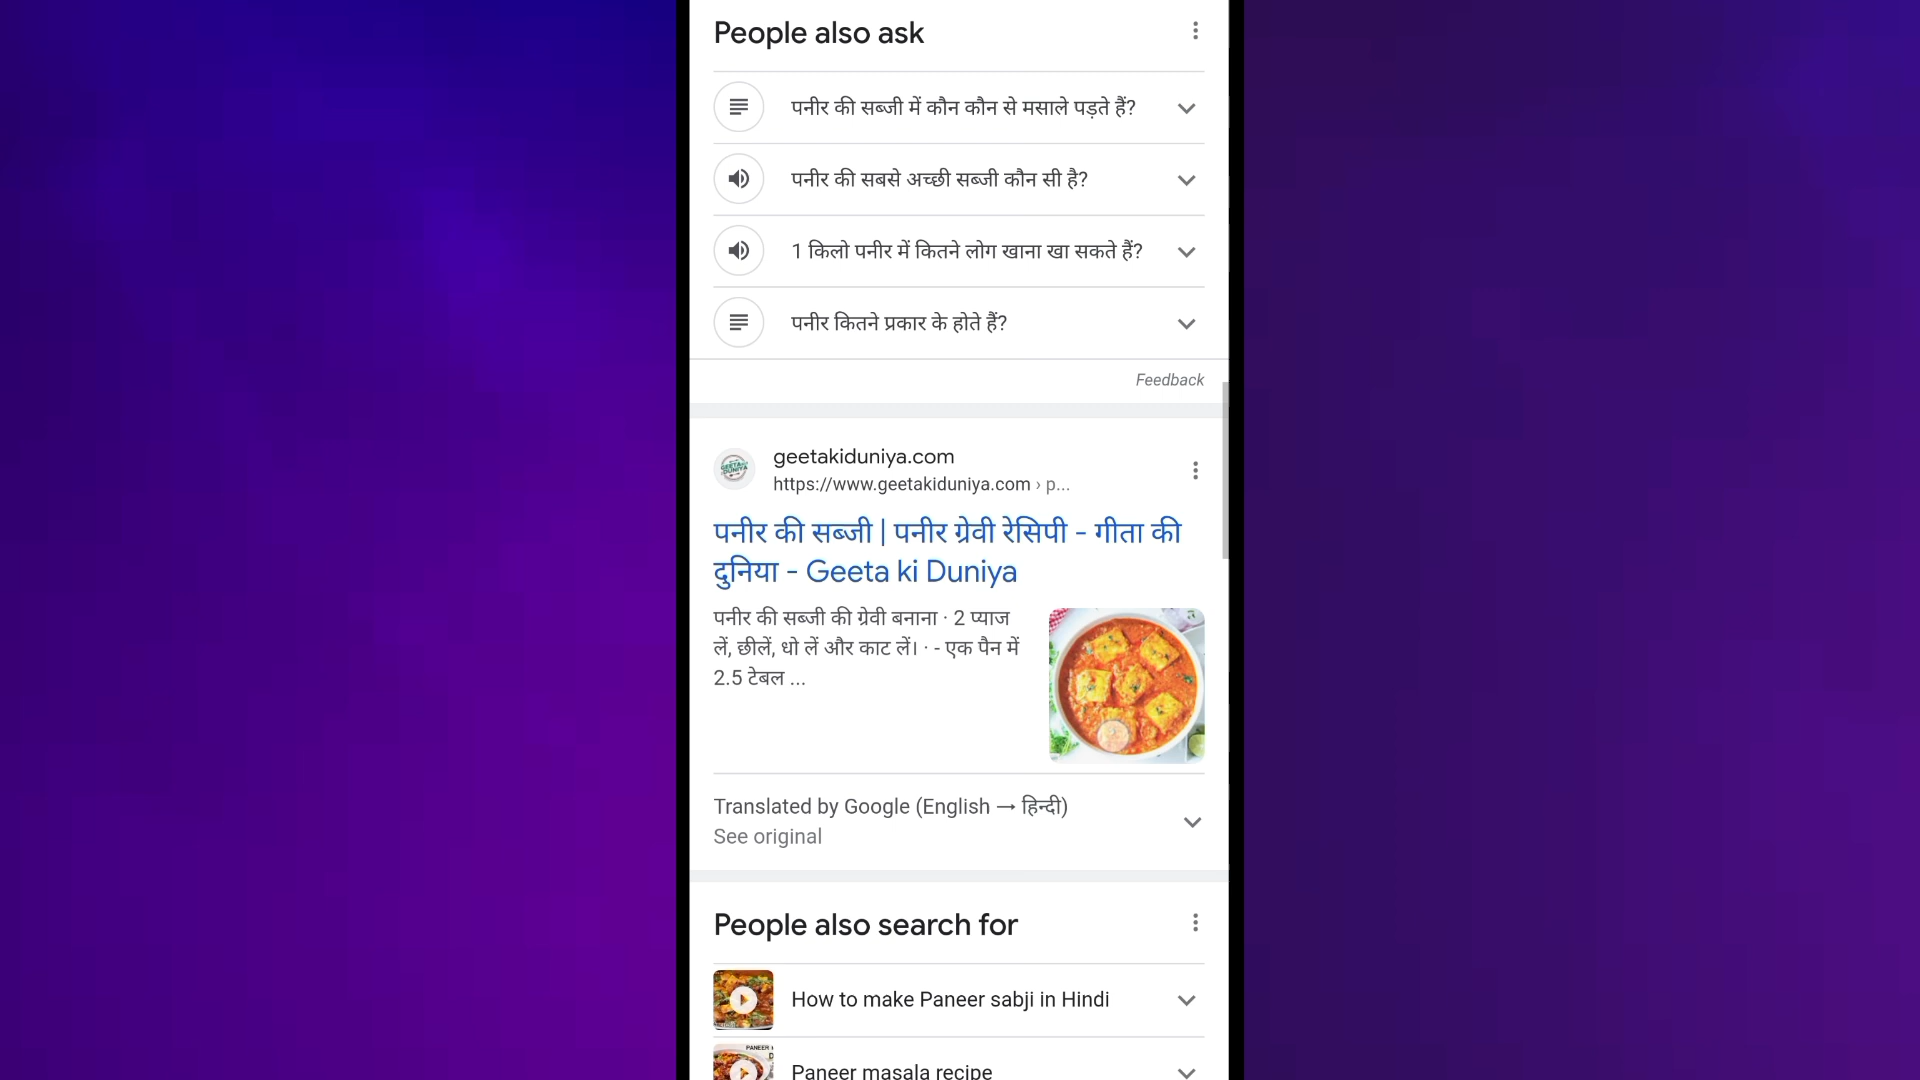 People also ask
पनीर की सब्जी में कौन कौन से मसाले पड़ते हैं?
पनीर की सबसे अच्छी सब्जी कौन सी है?
1 किलो पनीर में कितने लोग खाना खा सकते हैं?
पनीर कितने प्रकार के होते हैं?
Feedback
geetakiduniya.com
https://www.geetakiduniya.com › p...
पनीर की सब्जी | पनीर ग्रेवी रेसिपी - गीता की
दुनिया - Geeta ki Duniya
पनीर की सब्जी की ग्रेवी बनाना · 2 प्याज
लें, छीलें, धो लें और काट लें। · - एक पैन में
2.5 टेबल ...
Translated by Google (English → हिन्दी)
See original
People also search for
How to make Paneer sabji in Hindi
PANEER
Paneer masala recipe